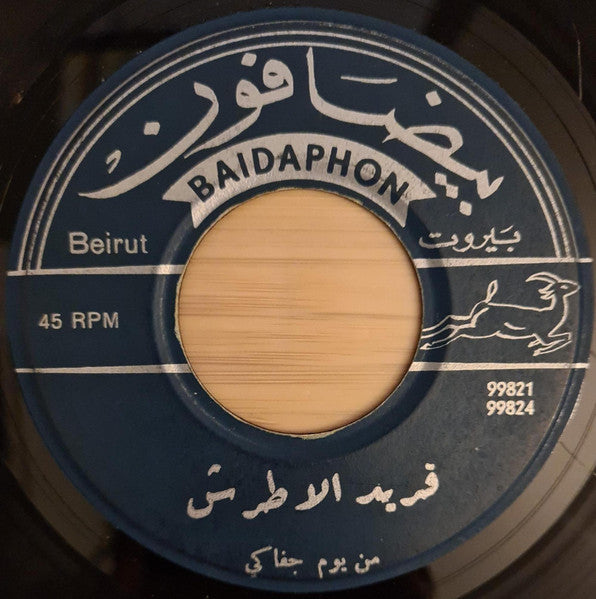 بيضافون
BAIDAPHON
Beirut
بيروت
45 RPM
99821
99824
فريد الاطرش
من يوم جفاكي